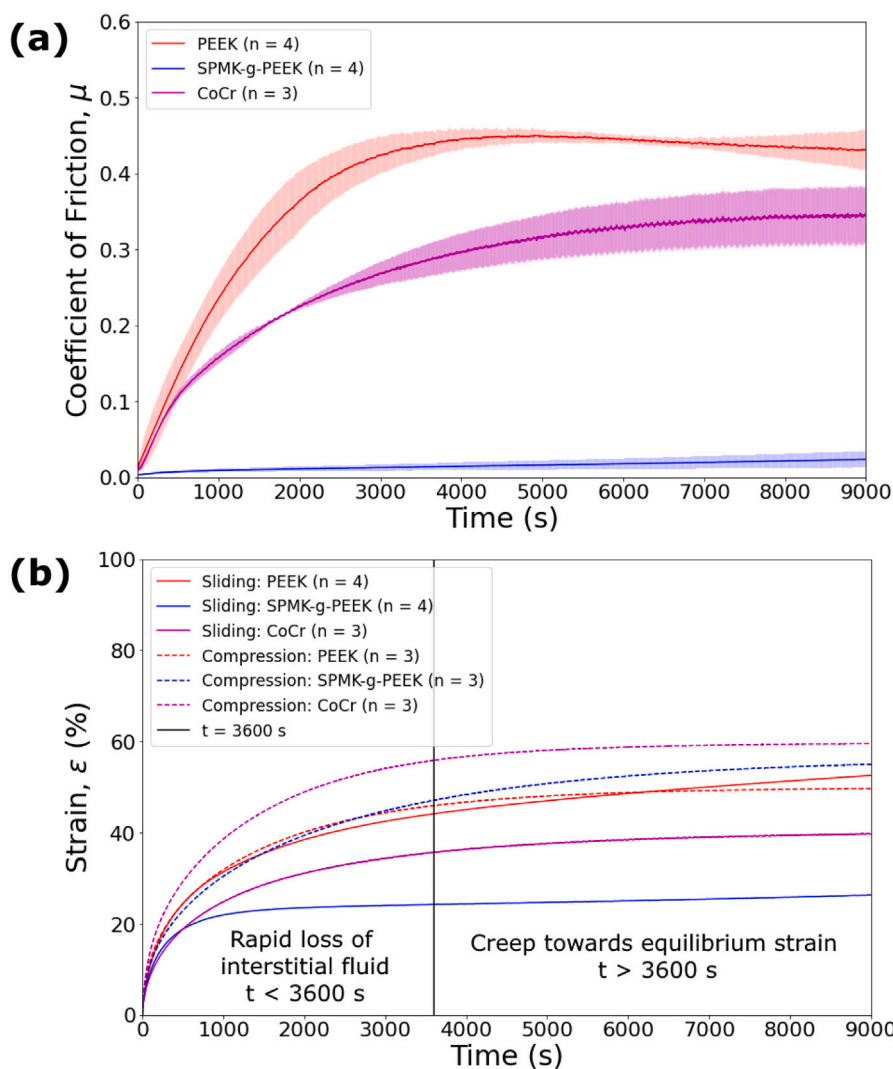 (a)
0.6
0.5
0.4
0.3
0.2
0.1
0.0
Coefficient of Friction, μ
PEEK (n = 4)
SPMK-g-PEEK (n = 4)
CoCr (n = 3)
0 1000 2000 3000 4000 5000 6000 7000 8000 9000
Time (s)
(b)
100
80
60
40
20
0
Strain, ε (%)
Sliding: PEEK (n = 4)
Sliding: SPMK-g-PEEK (n = 4)
Sliding: CoCr (n = 3)
Compression: PEEK (n = 3)
Compression: SPMK-g-PEEK (n = 3)
Compression: CoCr (n = 3)
t = 3600 s
Rapid loss of
interstitial fluid
t < 3600 s
Creep towards equilibrium strain
t > 3600 s
0 1000 2000 3000 4000 5000 6000 7000 8000 9000
Time (s)